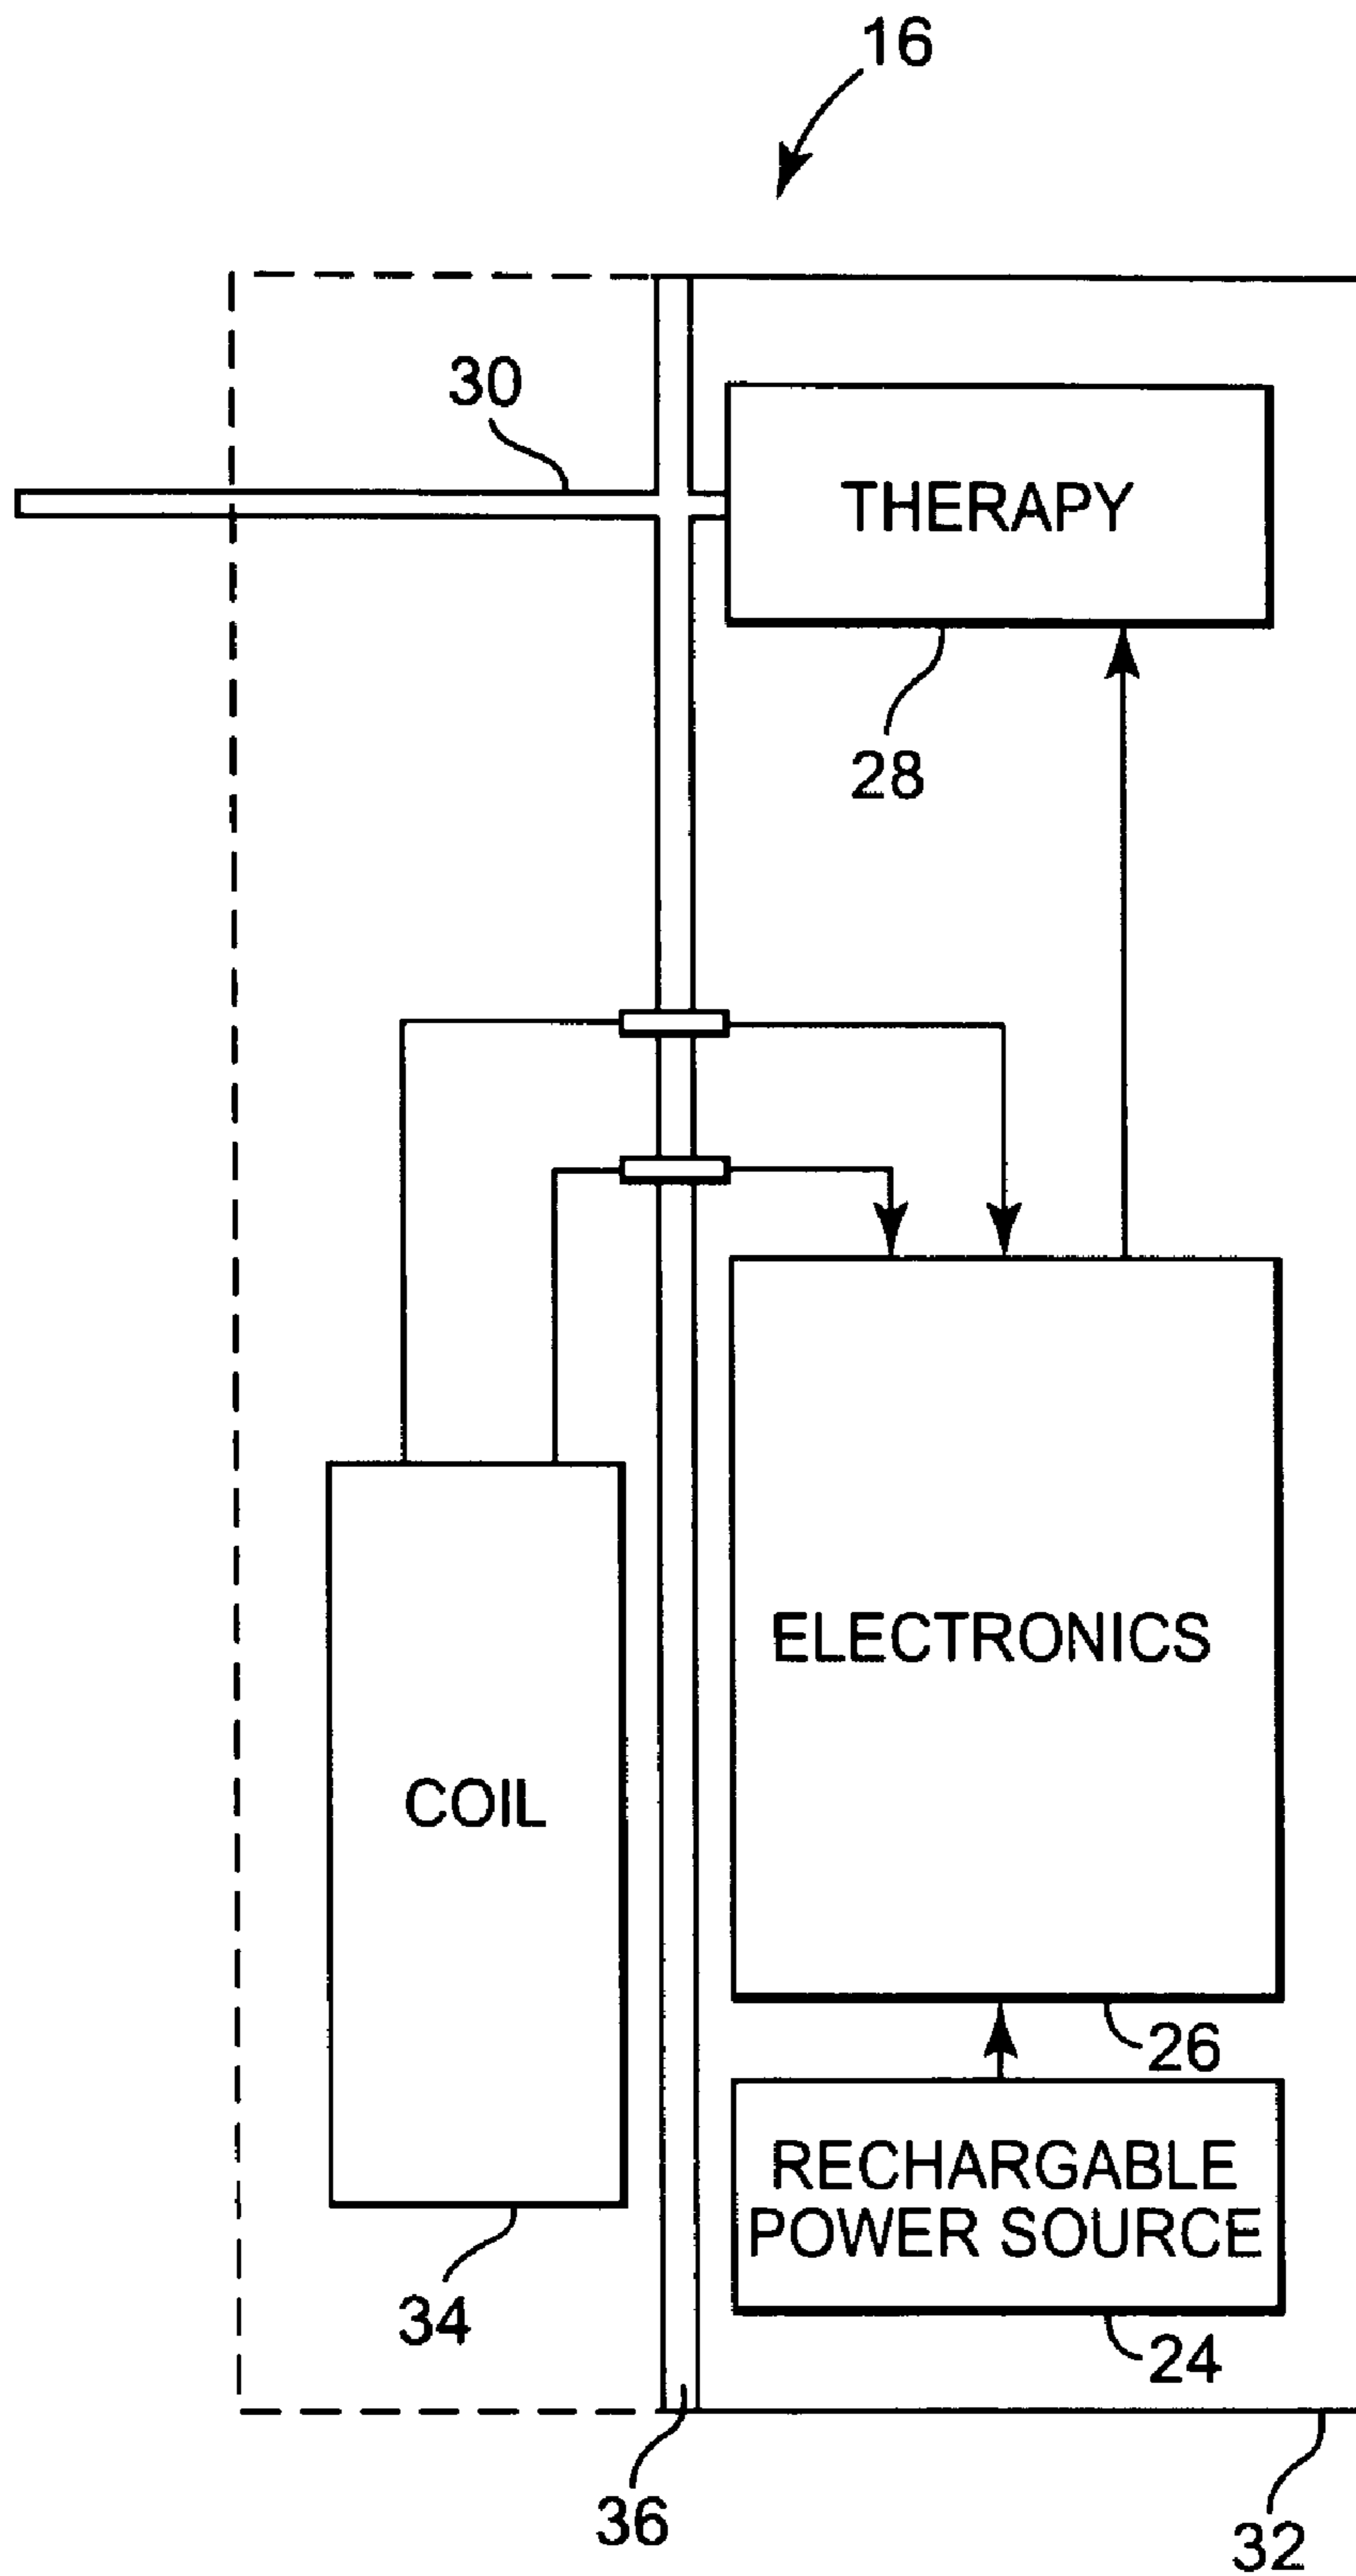 16
30
THERAPY
28
ELECTRONICS
COIL
26
RECHARGABLE
POWER SOURCE
34
24
36
32